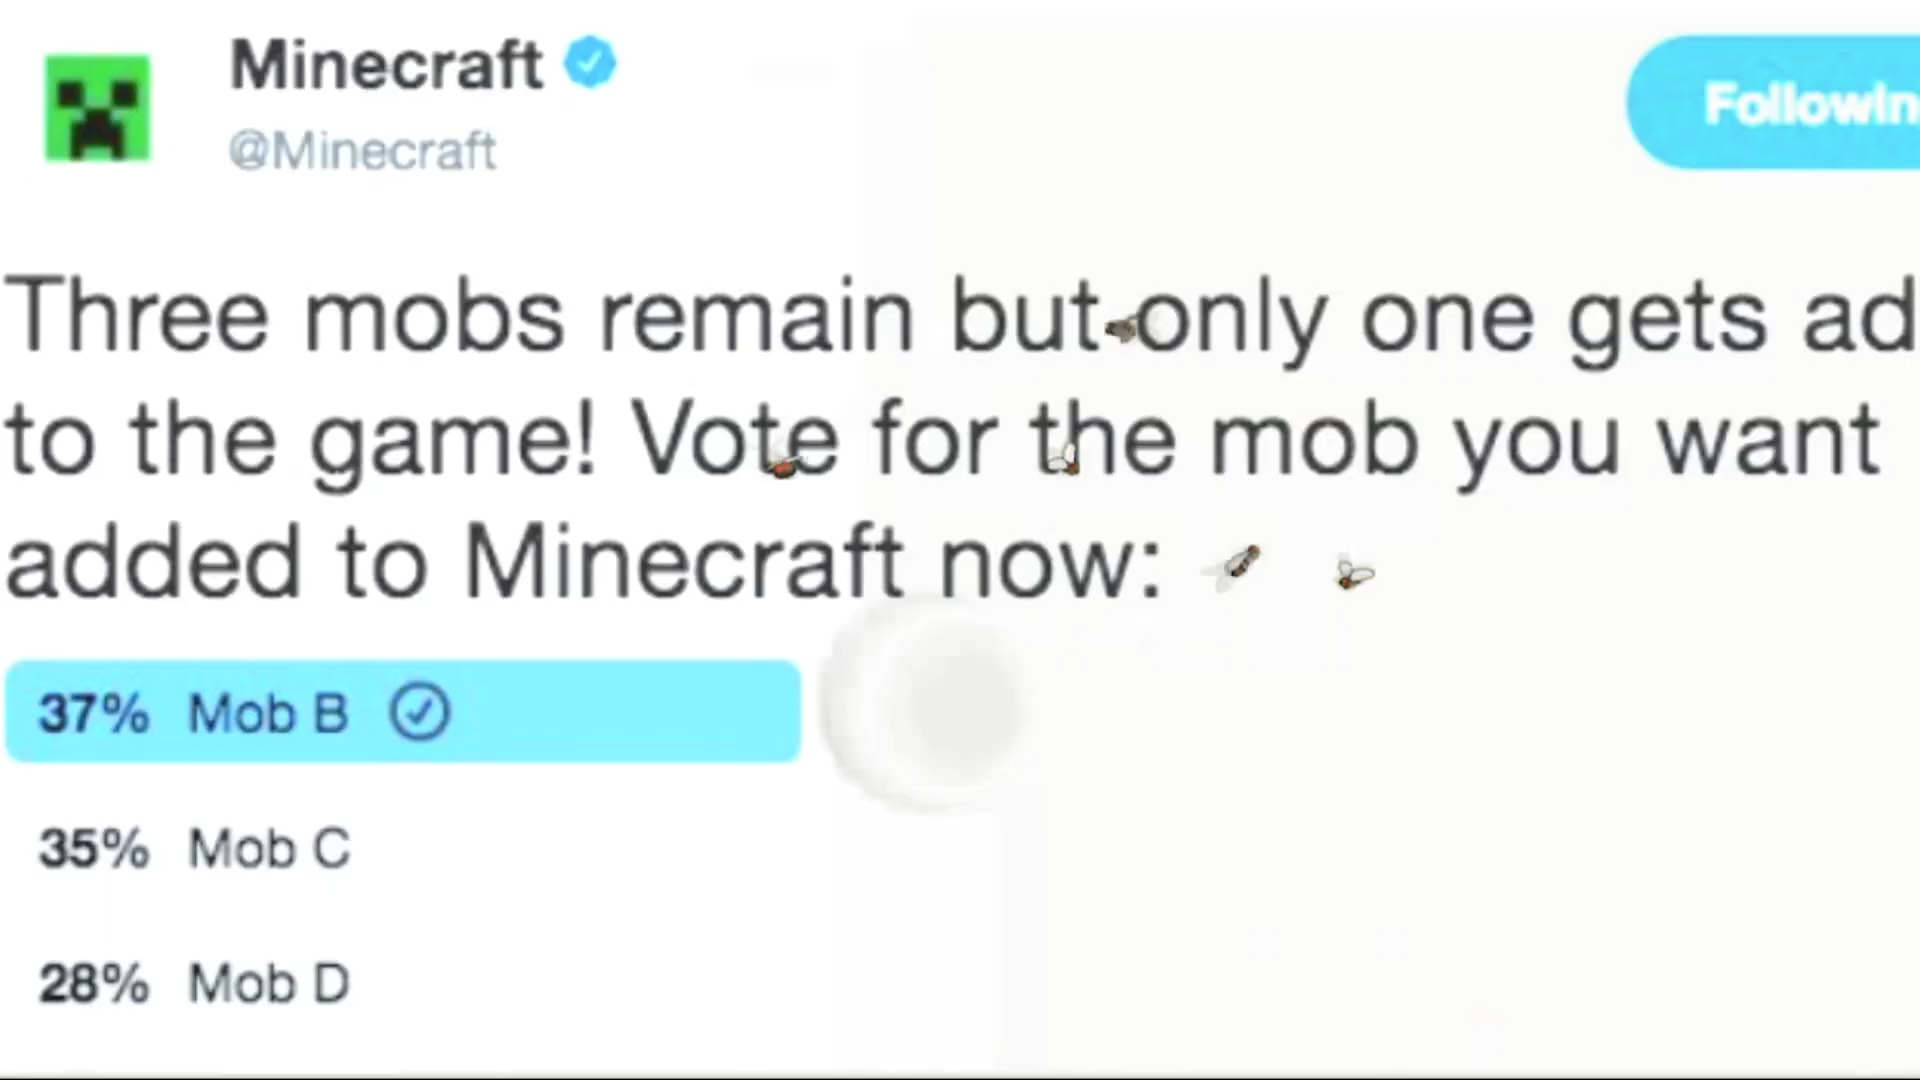 Minecraft
@Minecraft
Followin
Three mobs remain but only one gets ad
to the game! Vote for the mob you want
added to Minecraft now:
37% Mob B
35% Mob C
28% Mob D